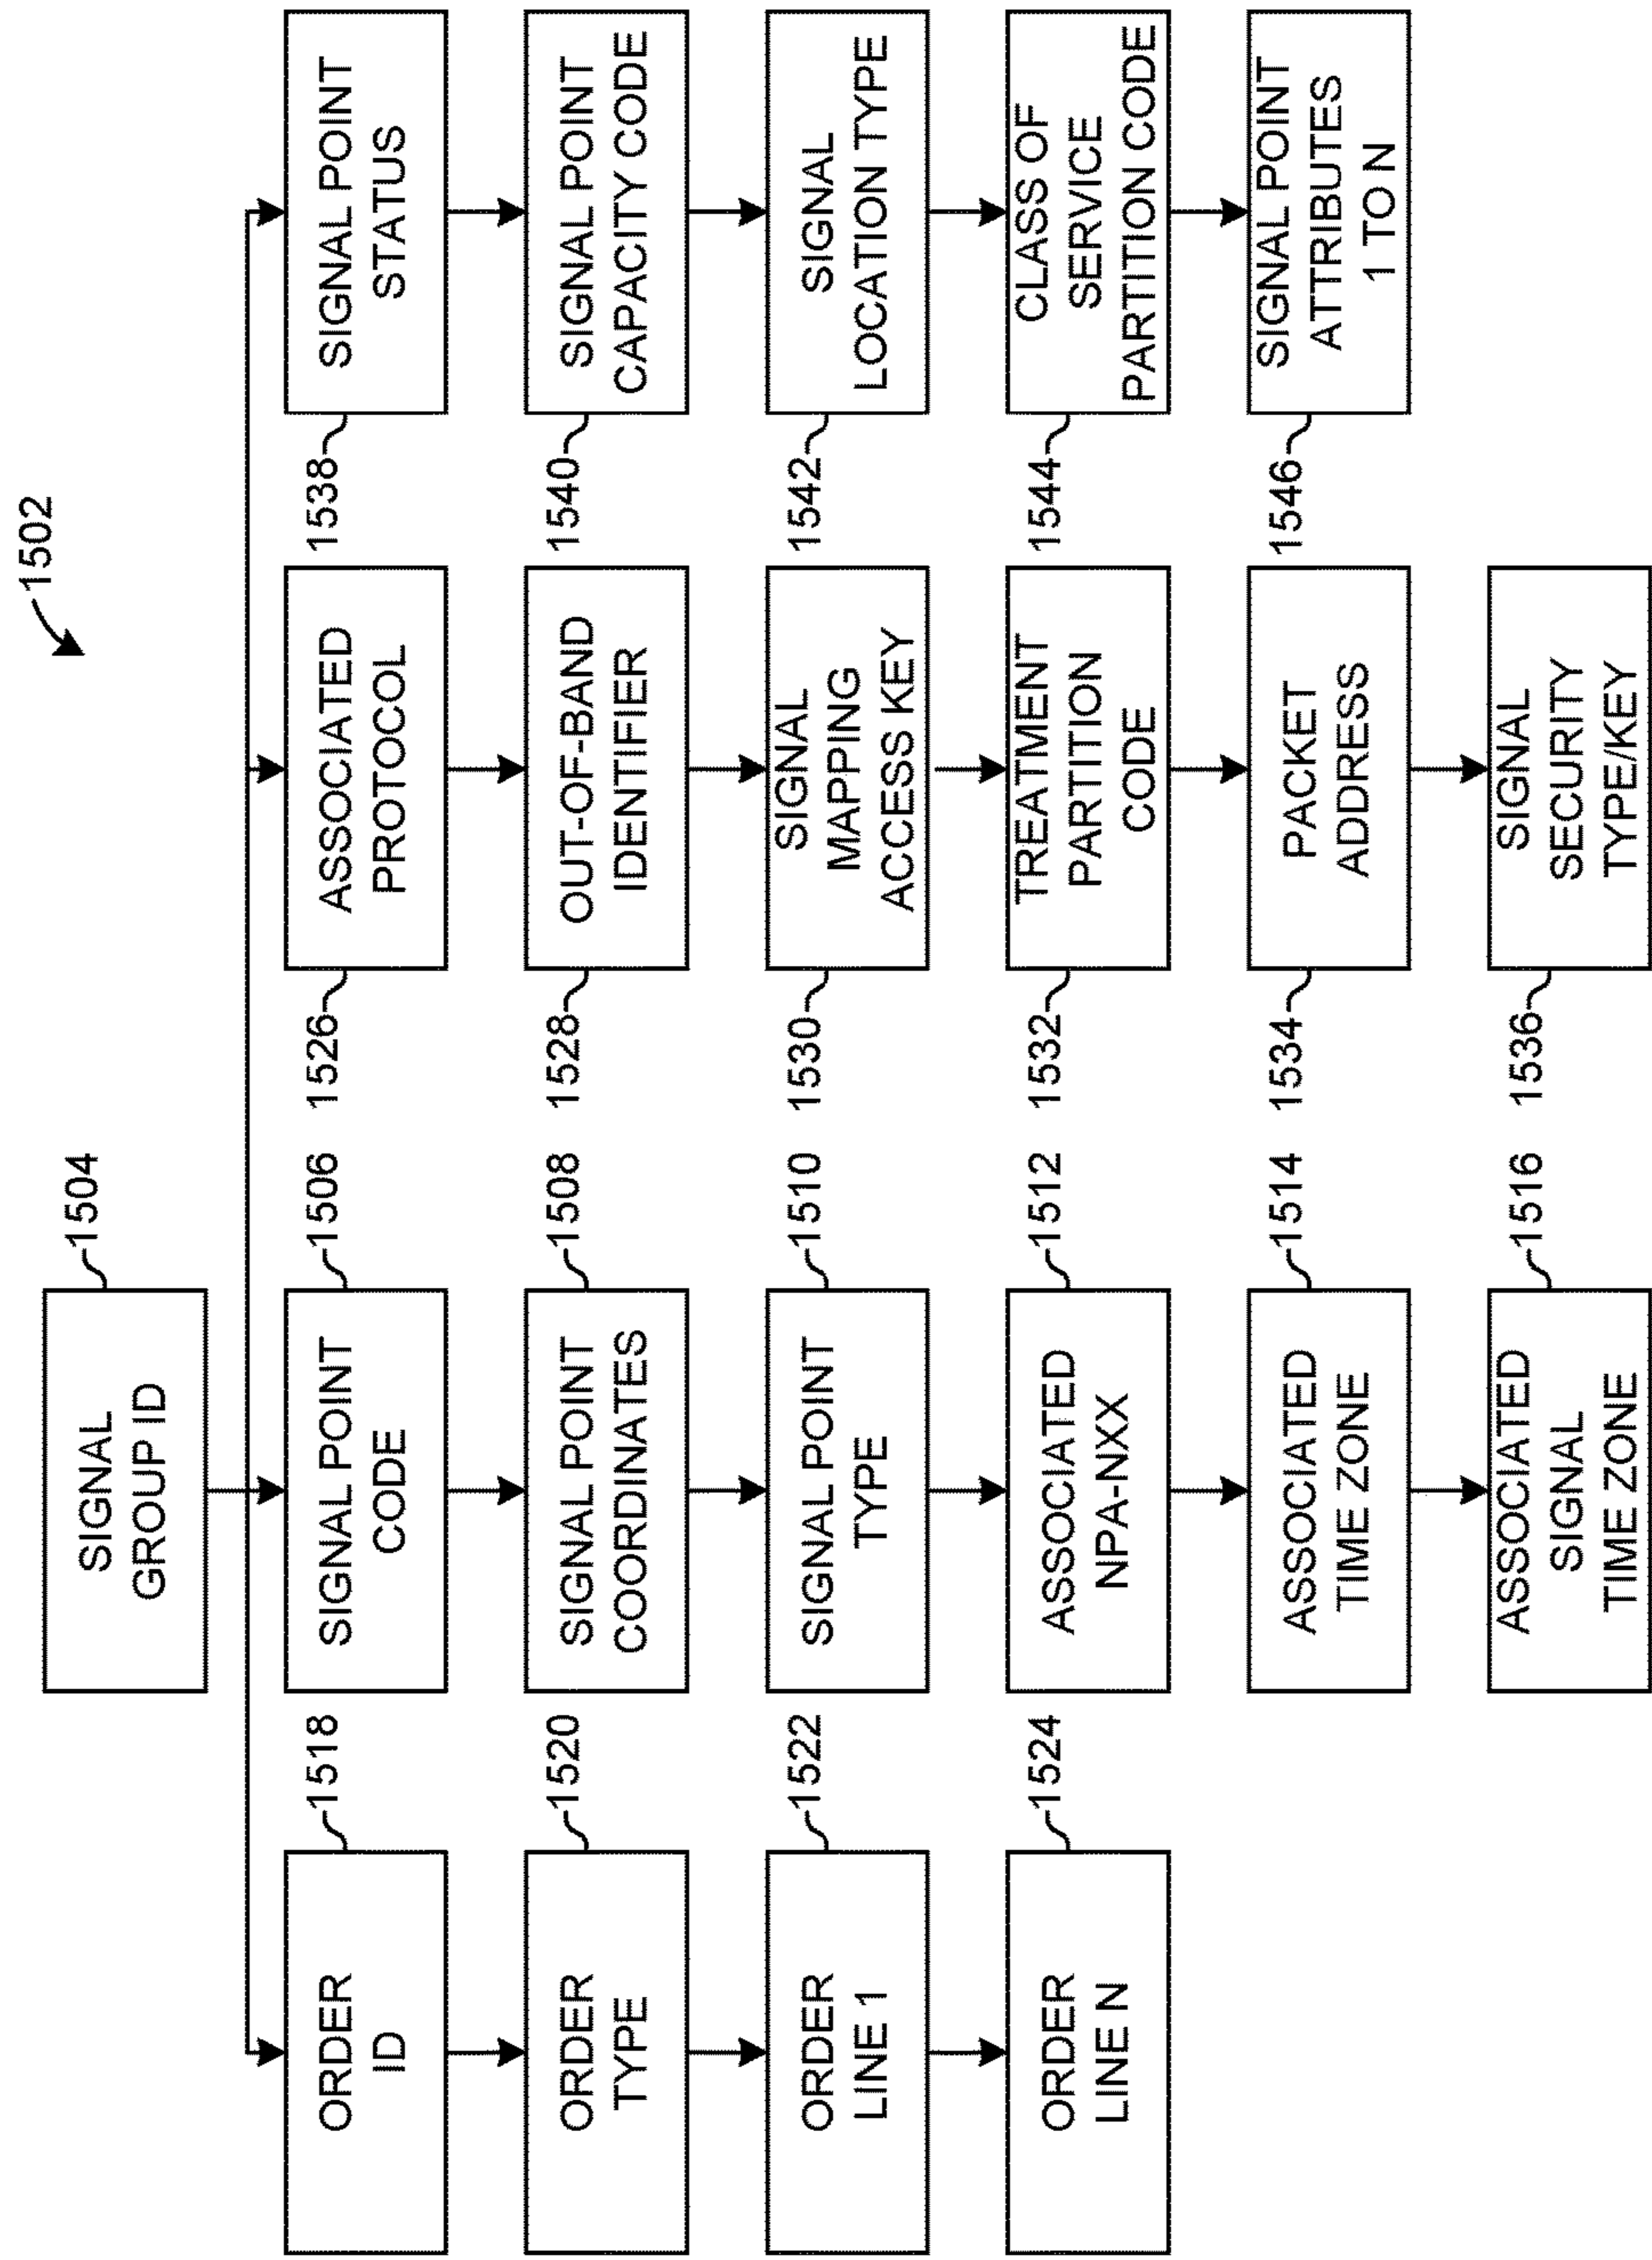 1502
SIGNAL
GROUP ID
1504
ORDER
ID
1518
ORDER
TYPE
1520
ORDER
LINE 1
1522
ORDER
LINE N
1524
SIGNAL POINT
CODE
1506
SIGNAL POINT
COORDINATES
1508
SIGNAL POINT
TYPE
1510
ASSOCIATED
NPA-NXX
1512
ASSOCIATED
TIME ZONE
1514
ASSOCIATED
SIGNAL
TIME ZONE
1516
ASSOCIATED
PROTOCOL
1526
OUT-OF-BAND
IDENTIFIER
1528
SIGNAL
MAPPING
ACCESS KEY
1530
TREATMENT
PARTITION
CODE
1532
PACKET
ADDRESS
1534
SIGNAL
SECURITY
TYPE/KEY
1536
SIGNAL POINT
STATUS
1538
SIGNAL POINT
CAPACITY CODE
1540
SIGNAL
LOCATION TYPE
1542
CLASS OF
SERVICE
PARTITION CODE
1544
SIGNAL POINT
ATTRIBUTES
1 TO N
1546